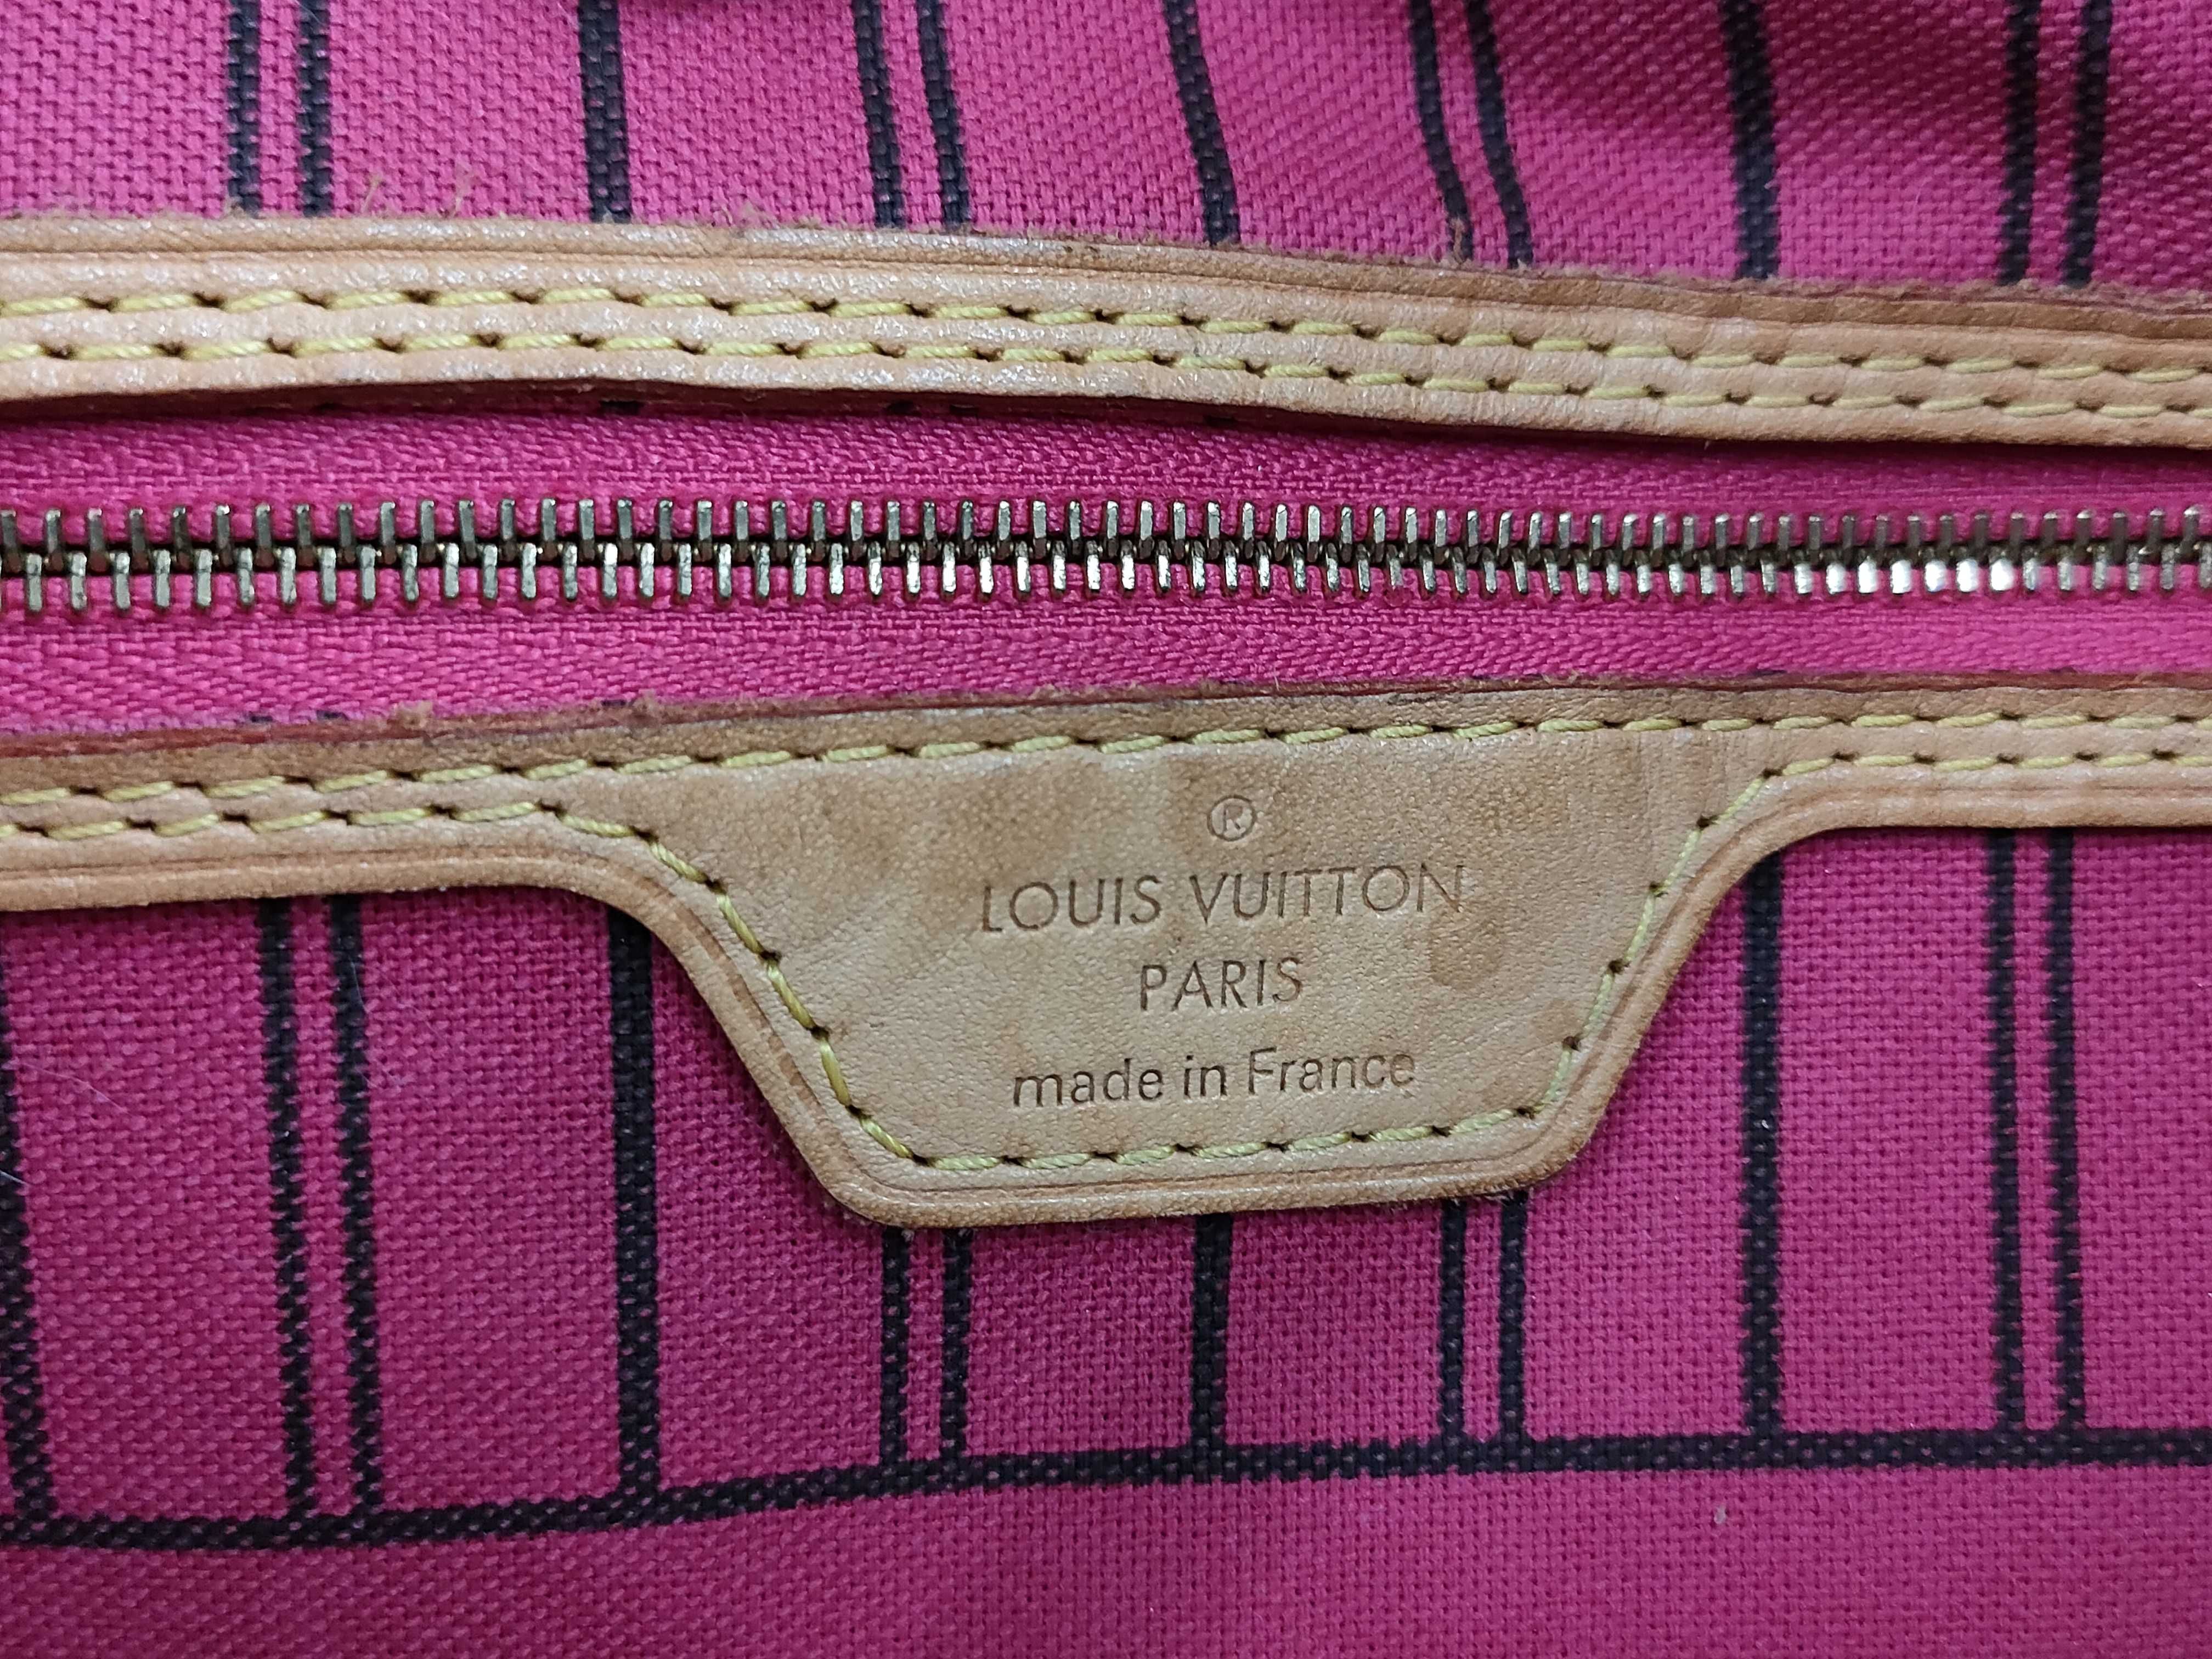 ®
LOUIS VUITTON
PARIS
made in France